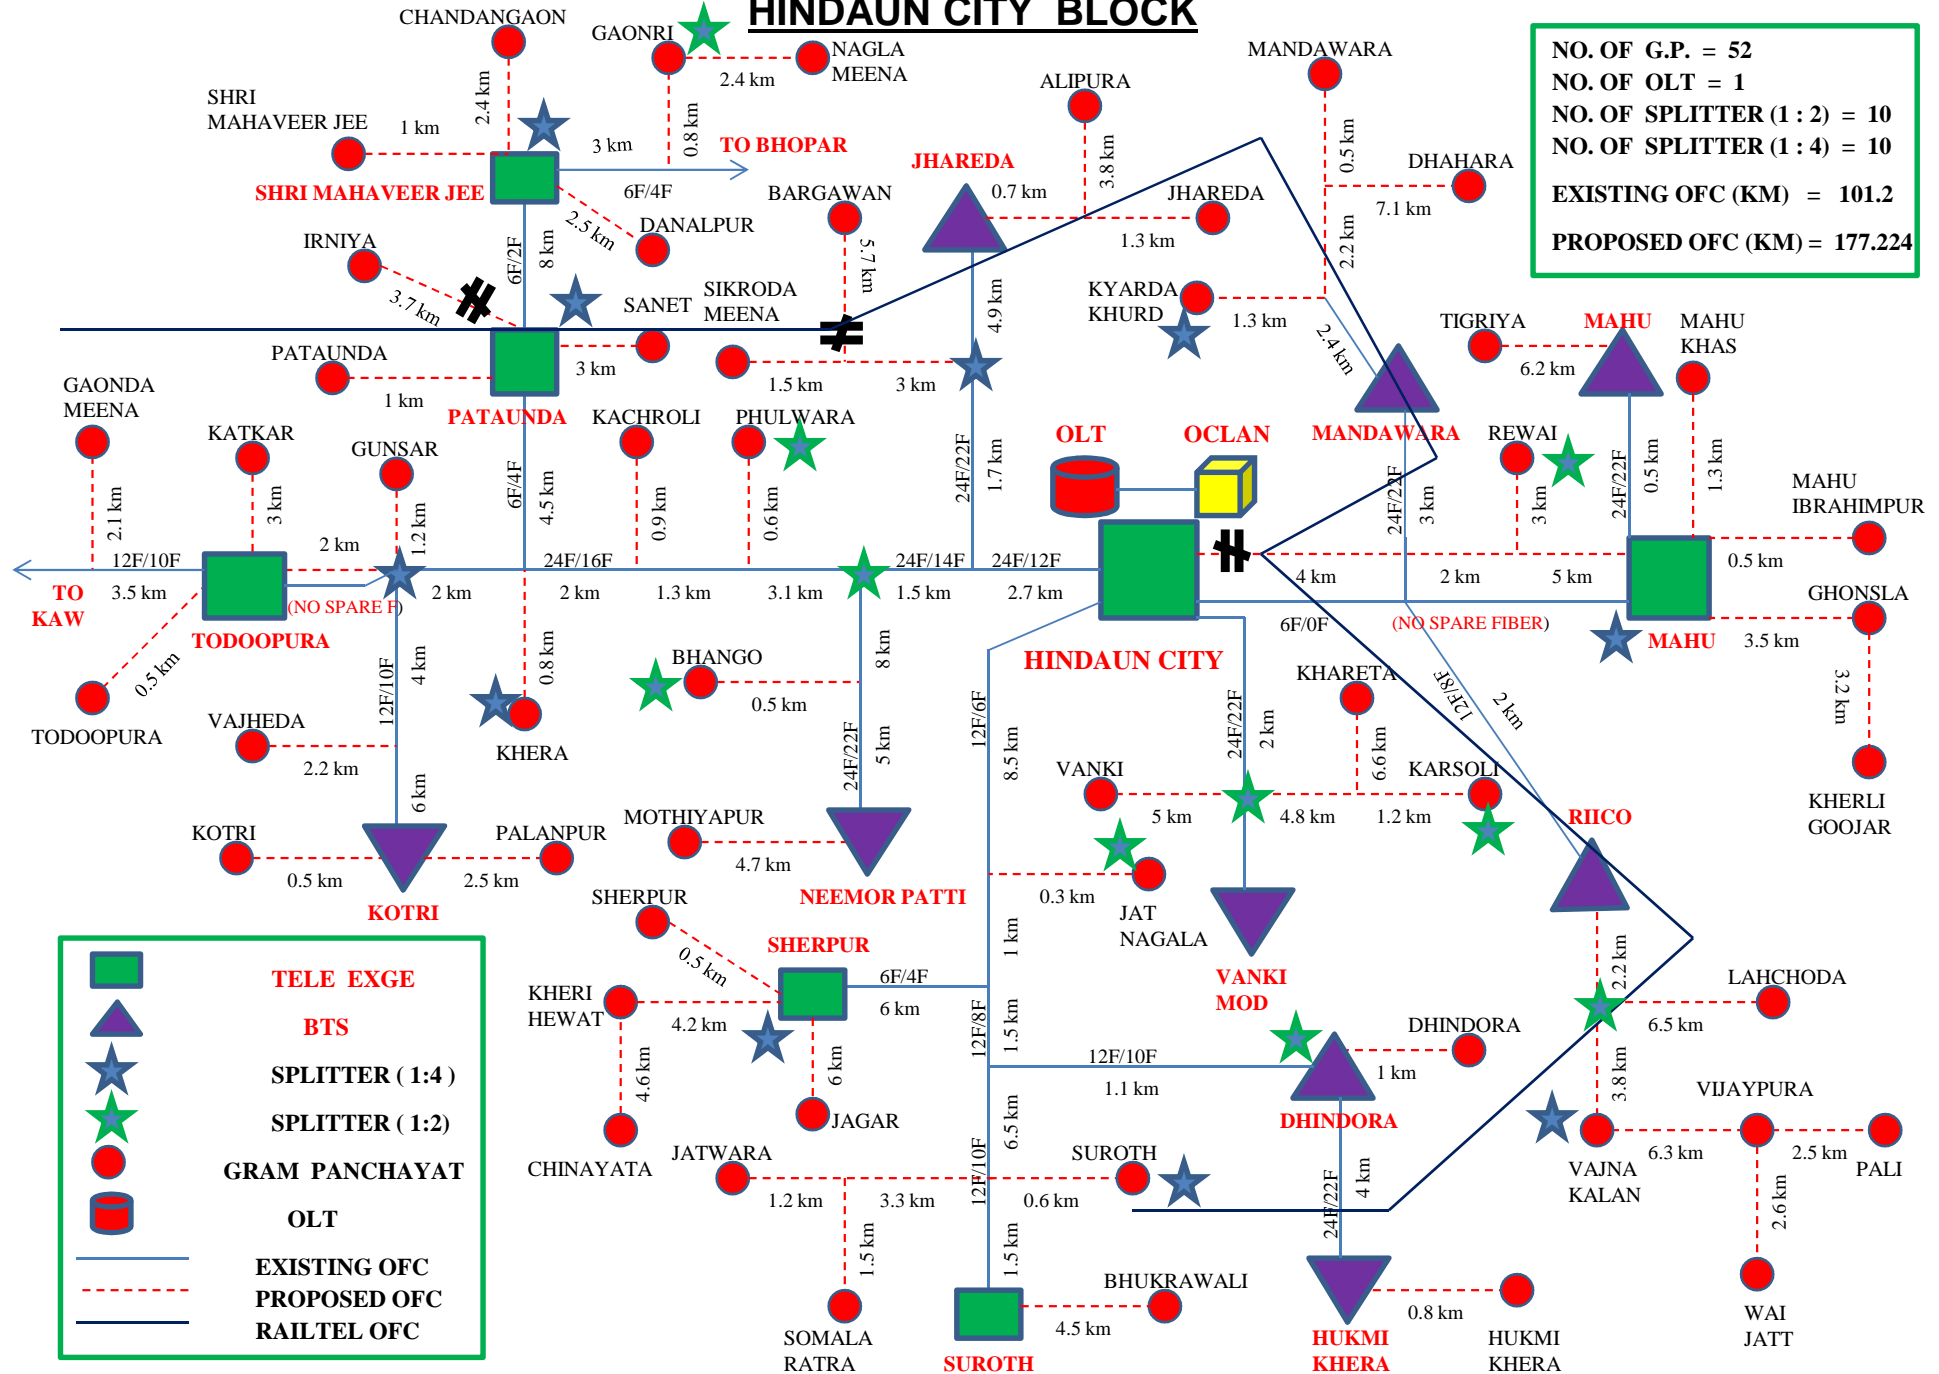 HINDAUN CITY BLOCK
NO. OF G.P. = 52
NO. OF OLT = 1
NO. OF SPLITTER (1 : 2) = 10
NO. OF SPLITTER (1 : 4) = 10
EXISTING OFC (KM) = 101.2
PROPOSED OFC (KM) = 177.224
CHANDANGAON
GAONRI
NAGLA
MEENA
2.4 km
2.4 km
SHRI
MAHAVEER JEE
1 km
3 km
0.8 km
TO BHOPAR
6F/4F
SHRI MAHAVEER JEE
2.5 km
DANALPUR
IRNIYA
3.7 km
6F/2F
8 km
SANET
3 km
PATAUNDA
1 km
PATAUNDA
BARGAWAN
5.7 km
SIKRODA
MEENA
1.5 km
3 km
JHAREDA
0.7 km
ALIPURA
3.8 km
JHAREDA
1.3 km
4.9 km
24F/22F
1.7 km
MANDAWARA
0.5 km
DHAHARA
7.1 km
2.2 km
KYARDA
KHURD
1.3 km
2.4 km
MANDAWARA
24F/22F
3 km
TIGRIYA
6.2 km
MAHU
MAHU
KHAS
1.3 km
REWAI
3 km
24F/22F
0.5 km
MAHU
IBRAHIMPUR
0.5 km
GHONSLA
3.5 km
3.2 km
KHERLI
GOOJAR
MAHU
OLT
OCLAN
HINDAUN CITY
4 km
2 km
5 km
6F/0F
(NO SPARE FIBER)
GAONDA
MEENA
2.1 km
KATKAR
3 km
GUNSAR
2 km
1.2 km
12F/10F
3.5 km
TO
KAW
TODOOPURA
(NO SPARE F)
0.5 km
TODOOPURA
6F/4F
4.5 km
KACHROLI
0.9 km
PHULWARA
0.6 km
24F/16F
24F/14F
24F/12F
2 km
2 km
1.3 km
3.1 km
1.5 km
2.7 km
0.8 km
KHERA
12F/10F
4 km
VAJHEDA
2.2 km
6 km
KOTRI
0.5 km
PALANPUR
2.5 km
KOTRI
BHANGO
0.5 km
8 km
24F/22F
5 km
MOTHIYAPUR
4.7 km
NEEMOR PATTI
12F/6F
8.5 km
24F/22F
2 km
KHARETA
6.6 km
VANKI
5 km
4.8 km
KARSOLI
1.2 km
0.3 km
JAT
NAGALA
VANKI
MOD
12F/8F
2 km
RIICO
2.2 km
LAHCHODA
6.5 km
3.8 km
VAJNA
KALAN
6.3 km
VIJAYPURA
2.5 km
PALI
2.6 km
WAI
JATT
SHERPUR
0.5 km
SHERPUR
KHERI
HEWAT
4.2 km
4.6 km
CHINAYATA
6 km
JAGAR
6F/4F
6 km
1 km
12F/8F
1.5 km
12F/10F
1.1 km
DHINDORA
1 km
DHINDORA
24F/22F
4 km
HUKMI
KHERA
0.8 km
HUKMI
KHERA
6.5 km
12F/10F
JATWARA
1.2 km
3.3 km
1.5 km
SOMALA
RATRA
SUROTH
0.6 km
1.5 km
BHUKRAWALI
4.5 km
SUROTH
TELE EXGE
BTS
SPLITTER ( 1:4 )
SPLITTER ( 1:2)
GRAM PANCHAYAT
OLT
EXISTING OFC
PROPOSED OFC
RAILTEL OFC